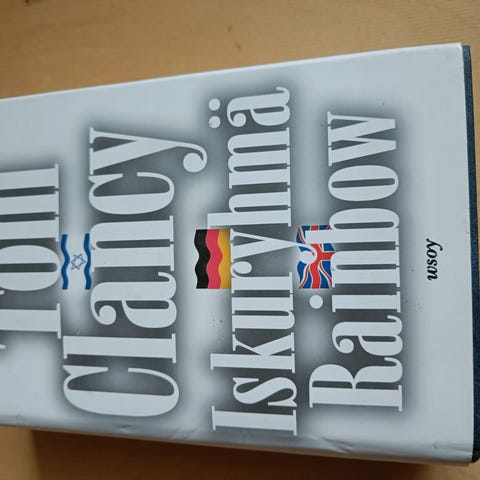 Tom
Clancy
Iskuryhmä
Rainbow
wsoy